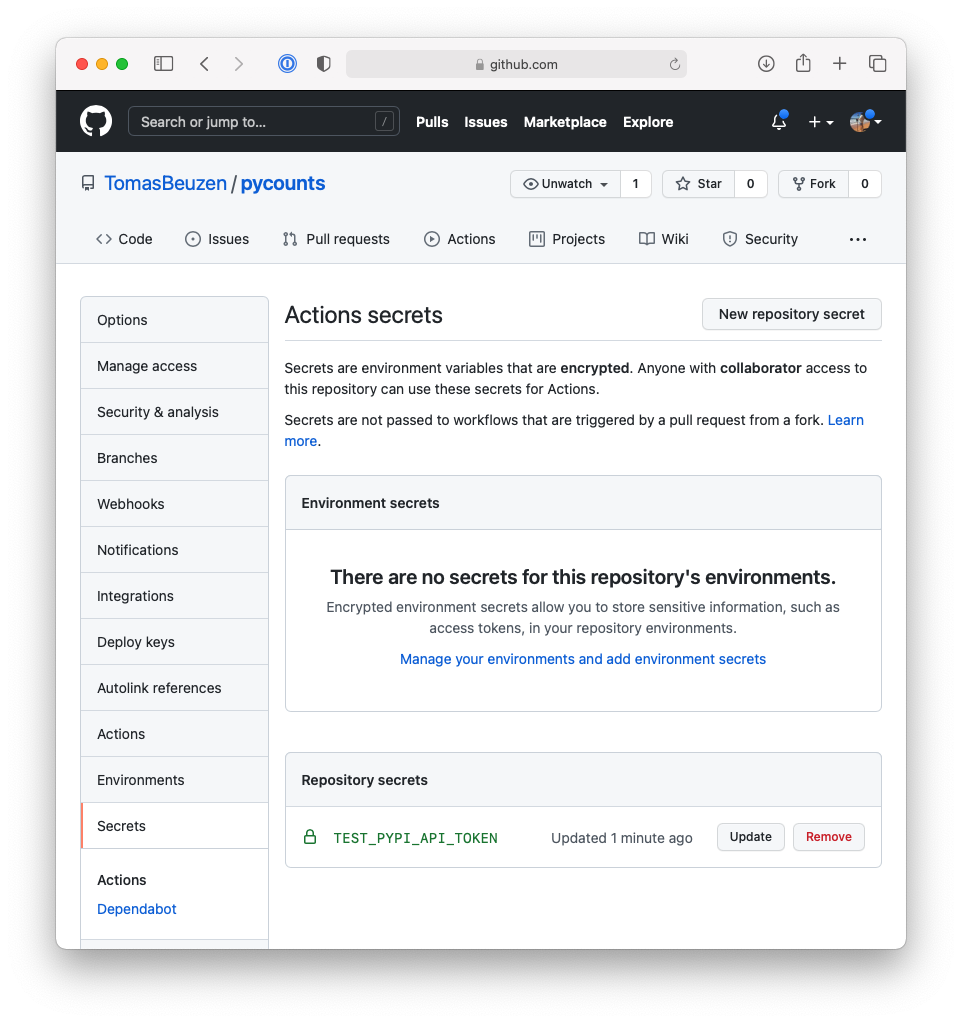 github.com
Search or jump to... /
Pulls Issues Marketplace Explore
TomasBeuzen / pycounts
Unwatch 1 Star 0 Fork 0
Code Issues Pull requests Actions Projects Wiki Security
Options
Manage access
Security & analysis
Branches
Webhooks
Notifications
Integrations
Deploy keys
Autolink references
Actions
Environments
Secrets
Actions
Dependabot
Actions secrets
New repository secret
Secrets are environment variables that are encrypted. Anyone with collaborator access to
this repository can use these secrets for Actions.
Secrets are not passed to workflows that are triggered by a pull request from a fork. Learn
more.
Environment secrets
There are no secrets for this repository's environments.
Encrypted environment secrets allow you to store sensitive information, such as
access tokens, in your repository environments.
Manage your environments and add environment secrets
Repository secrets
TEST_PYPI_API_TOKEN Updated 1 minute ago Update Remove